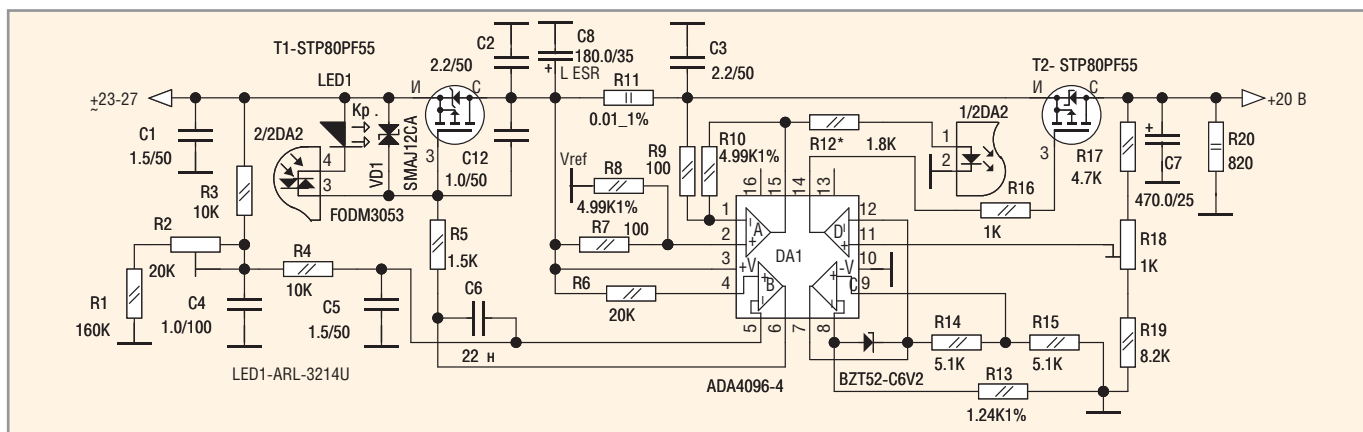 T1-STP80PF55
LED1
2.2/50
C2
C8
180.0/35
+
L ESR
C3
2.2/50
T2- STP80PF55
+23-27
~
И
С
R11
0.01_1%
И
С
+20 В
C1
1.5/50
2/2DA2
Kp .
4
3
VD1
SMAJ12CA
FODM3053
3
C12
1.0/50
Vref
R8
4.99K1%
R7
100
R9
100
R10
4.99K1%
R12*
1.8K
1/2DA2
1
2
R16
1K
3
R17
4.7K
+
C7
470.0/25
R20
820
R3
10K
R2
20K
R1
160K
R4
10K
C4
1.0/100
C5
1.5/50
R5
1.5K
C6
22 н
R6
20K
16
15
14
13
1
2
3
4
12
11
10
9
5
6
7
8
A
D
B
C
+V
-V
DA1
R18
1K
R14
5.1K
R15
5.1K
R19
8.2K
R13
1.24K1%
BZT52-C6V2
ADA4096-4
LED1-ARL-3214U